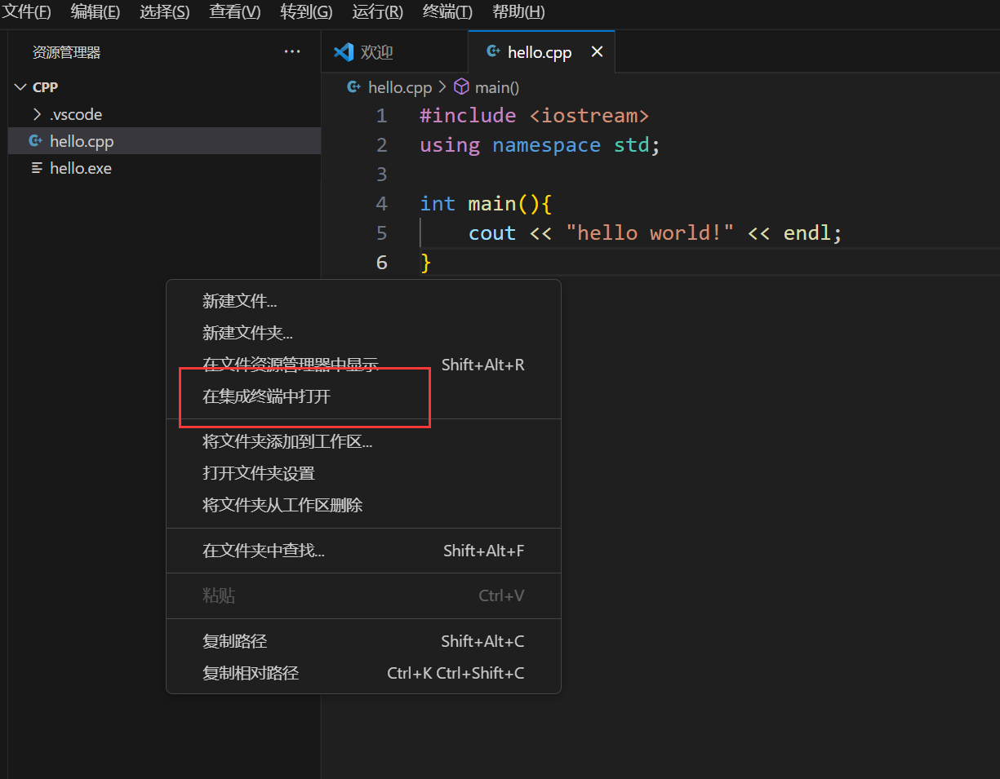 文件(F) 编辑(E) 选择(S) 查看(V) 转到(G) 运行(R) 终端(T) 帮助(H)
资源管理器 ...
CPP
.vscode
hello.cpp
hello.exe
欢迎 hello.cpp
hello.cpp > main()
1 #include <iostream>
2 using namespace std;
3
4 int main(){
5 cout << "hello world!" << endl;
6 }
新建文件...
新建文件夹...
在文件资源管理器中显示 Shift+Alt+R
在集成终端中打开
将文件夹添加到工作区...
打开文件夹设置
将文件夹从工作区删除
在文件夹中查找... Shift+Alt+F
粘贴 Ctrl+V
复制路径 Shift+Alt+C
复制相对路径 Ctrl+K Ctrl+Shift+C